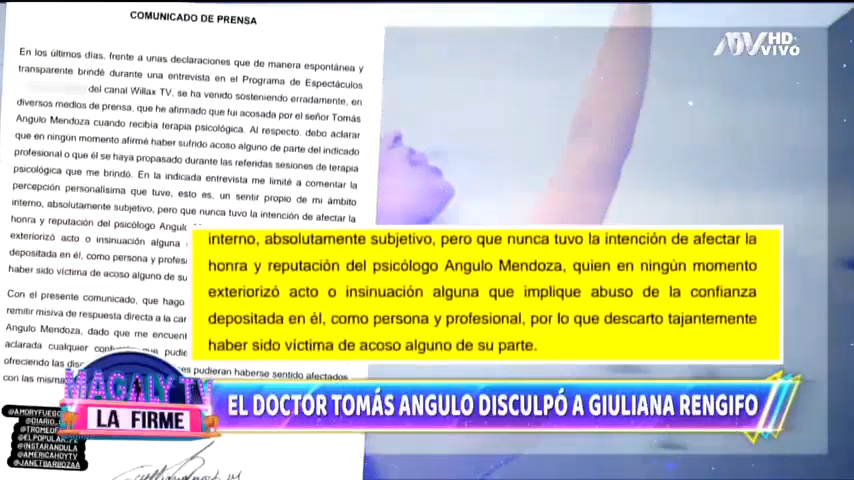 COMUNICADO DE PRENSA
En los últimos días, frente a unas declaraciones que de manera espontánea y
transparente brindé durante una entrevista en el Programa de Espectáculos
del canal Willax TV, se ha venido sosteniendo erradamente, en
diversos medios de prensa, que he afirmado que fui acosada por el señor Tomás
Angulo Mendoza cuando recibía terapia psicológica. Al respecto, debo aclarar
que en ningún momento afirmé haber sufrido acoso alguno de parte del indicado
profesional o que él se haya propasado durante las referidas sesiones de terapia
psicológica que me brindó. En la indicada entrevista me limité a comentar la
percepción personalísima que tuve, esto es, un sentir propio de mi ámbito
interno, absolutamente subjetivo, pero que nunca tuvo la intención de afectar la
honra y reputación del psicólogo Angulo
exteriorizó acto o insinuación alguna
depositada en él, como persona y profes
haber sido víctima de acoso alguno de su
Con el presente comunicado, que hago
remitir misiva de respuesta directa a la car
Angulo Mendoza, dado que me encuent
aclarada cualquier pudie
ofreciendo las disc es pudieran haberse sentido afectados
con las misma
interno, absolutamente subjetivo, pero que nunca tuvo la intención de afectar la
honra y reputación del psicólogo Angulo Mendoza, quien en ningún momento
exteriorizó acto o insinuación alguna que implique abuso de la confianza
depositada en él, como persona y profesional, por lo que descarto tajantemente
haber sido víctima de acoso alguno de su parte.
ATV HD
VIVO
MAGALY TV
LA FIRME
EL DOCTOR TOMÁS ANGULO DISCULPÓ A GIULIANA RENGIFO
@AMORYFUEGO
@DIARIO_
@TROMEOF
@ELPOPULAR_PE
@INSTARANDULA
@AMERICAHOYTV
@JANETBARBOZAA